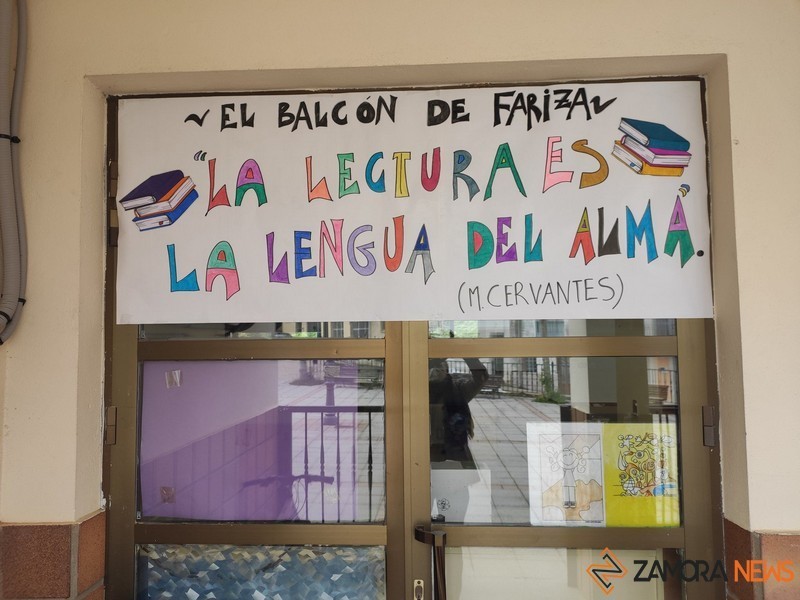 ~ EL BALCÓN DE FARIZA ~
"LA LECTURA ES
LA LENGUA DEL ALMA".
(M. CERVANTES)
ZAMORA NEWS